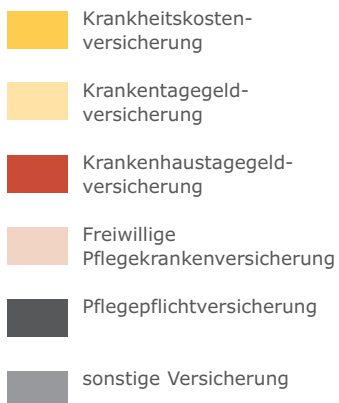 Krankheitskosten-
versicherung
Krankentagegeld-
versicherung
Krankenhaustagegeld-
versicherung
Freiwillige
Pflegekrankenversicherung
Pflegepflichtversicherung
sonstige Versicherung